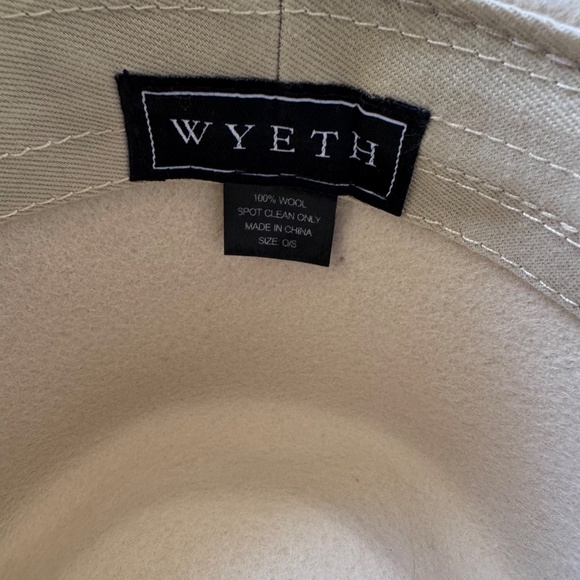 WYETH
100% WOOL
SPOT CLEAN ONLY
MADE IN CHINA
SIZE O/S